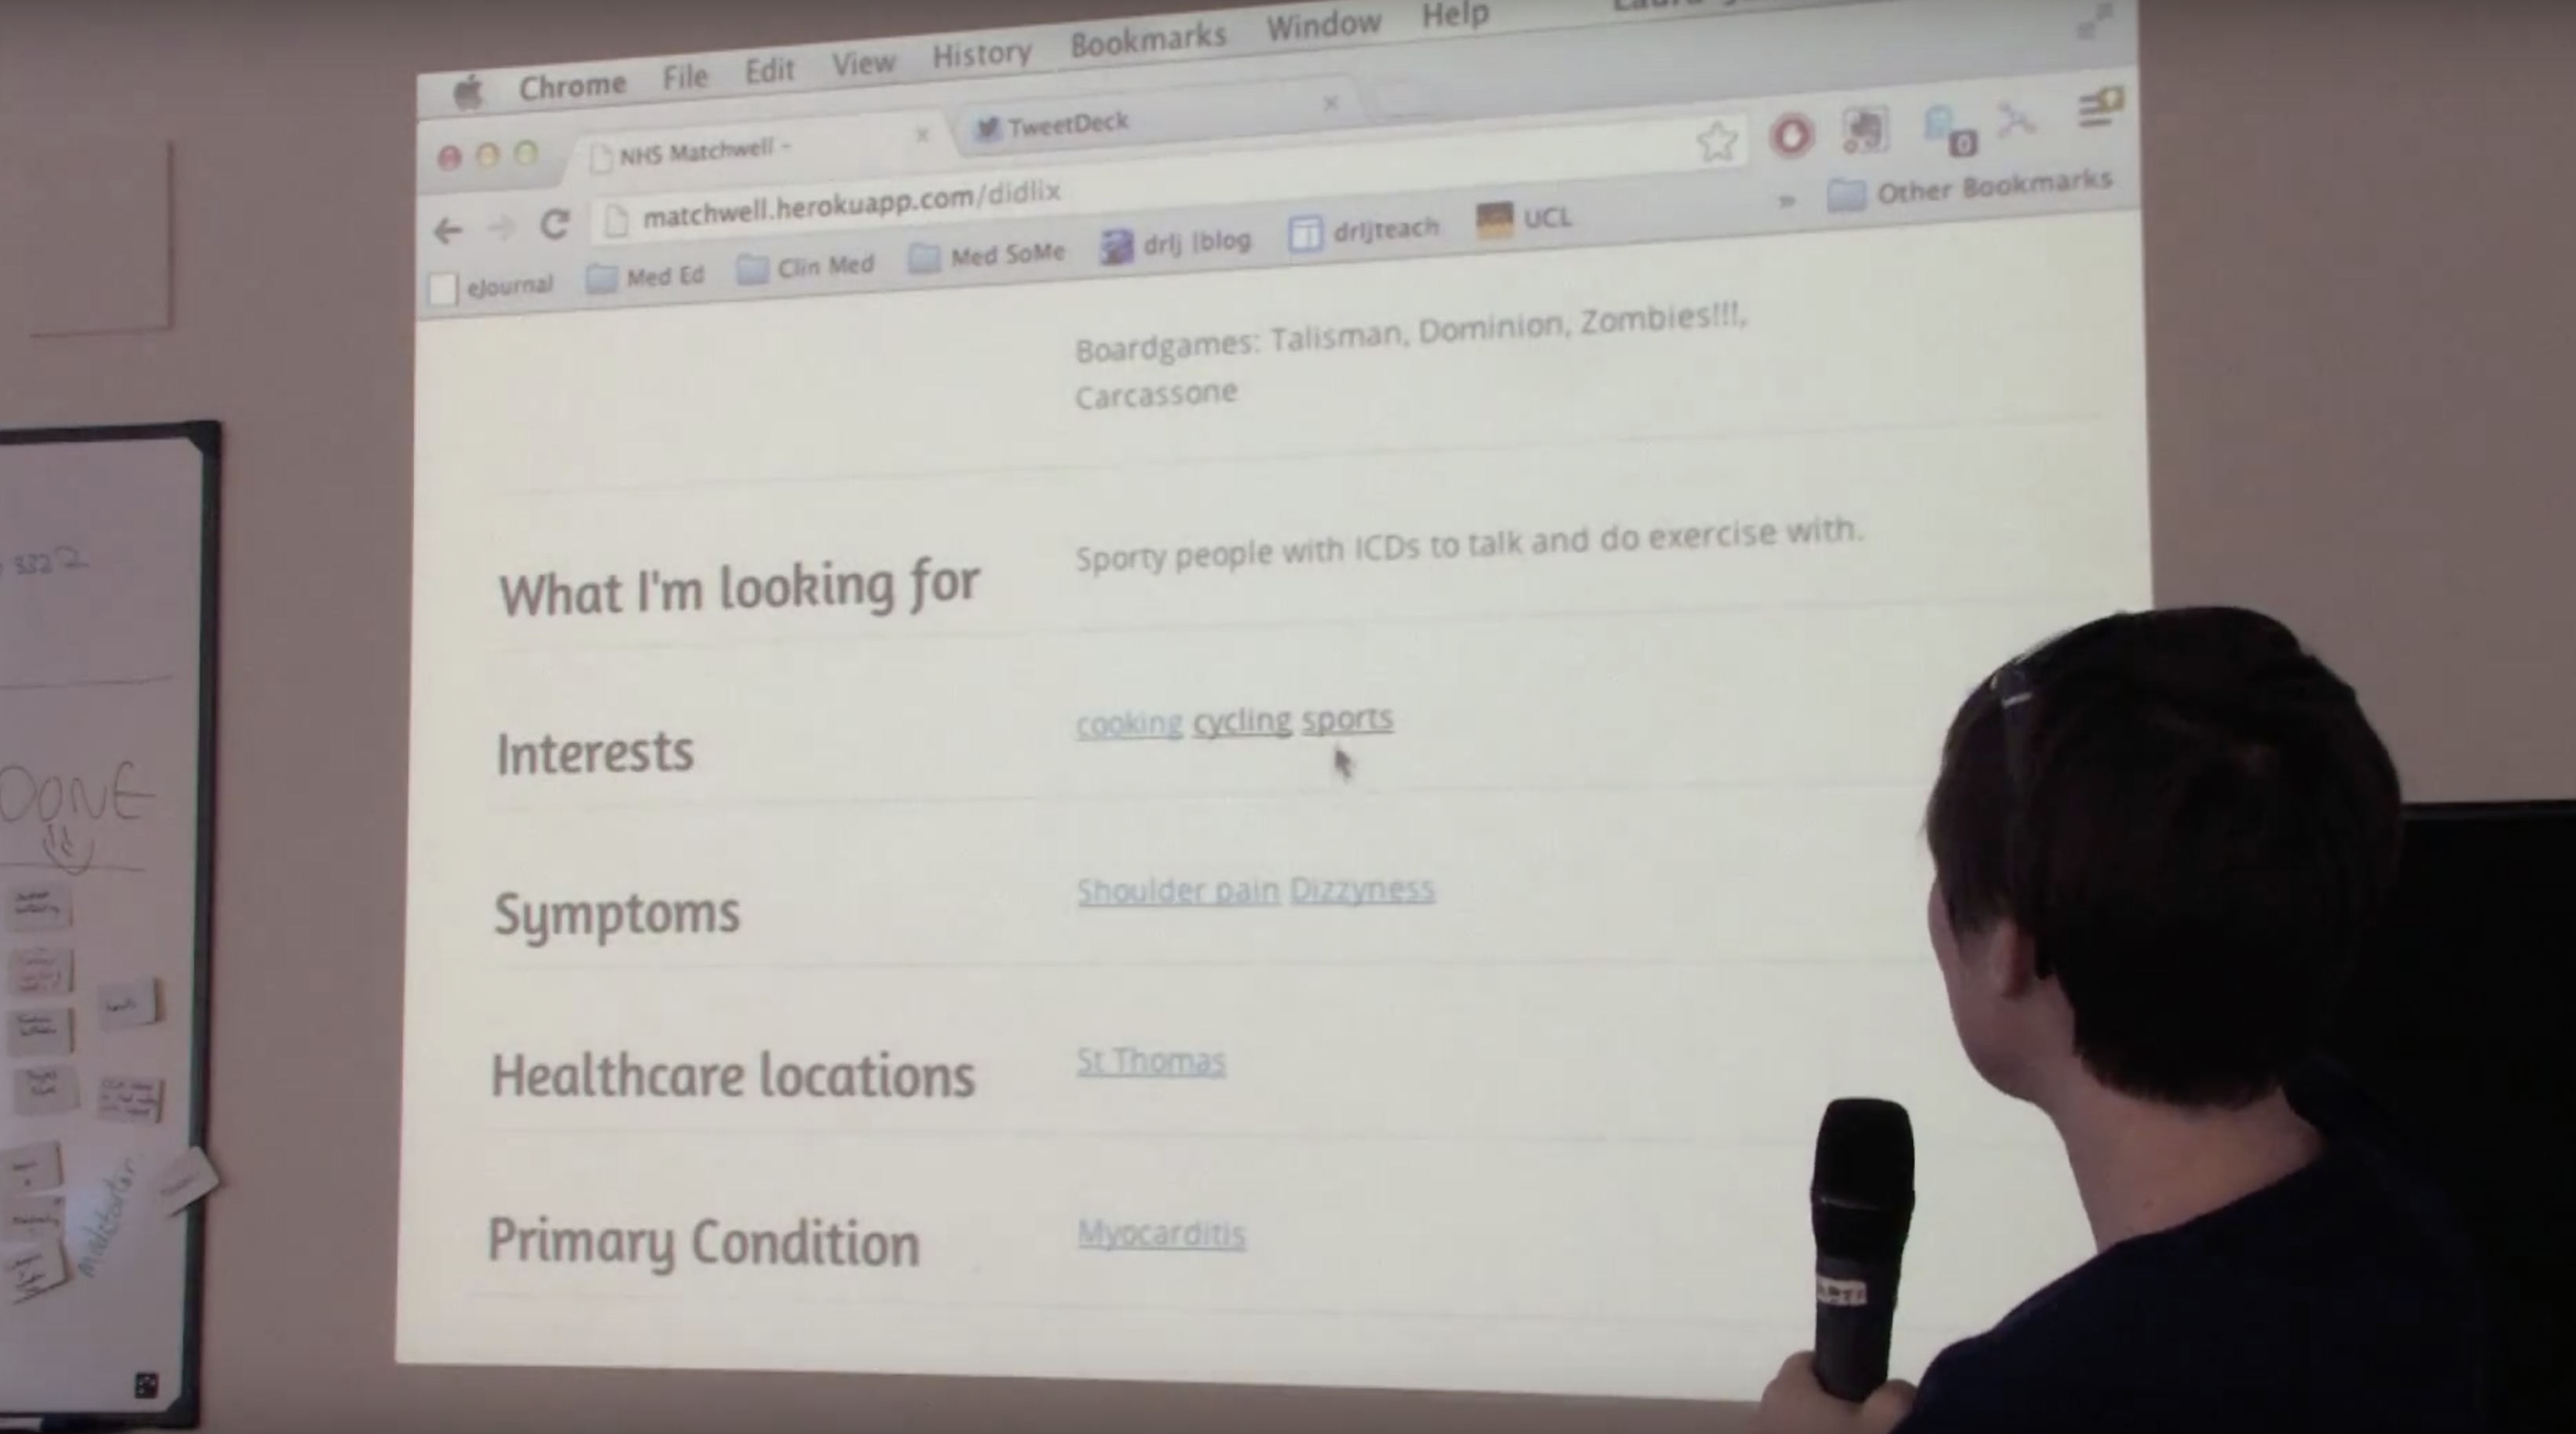 Chrome File Edit View History Bookmarks Window Help
NHS Matchwell -
TweetDeck
matchwell.herokuapp.com/didlix
eJournal Med Ed Clin Med Med SoMe drlj |blog drljteach UCL » Other Bookmarks
0
Boardgames: Talisman, Dominion, Zombies!!!,
Carcassone
What I'm looking for
Sporty people with ICDs to talk and do exercise with.
Interests
cooking cycling sports
Symptoms
Shoulder pain Dizzyness
Healthcare locations
St Thomas
Primary Condition
Myocarditis
3322
DONE